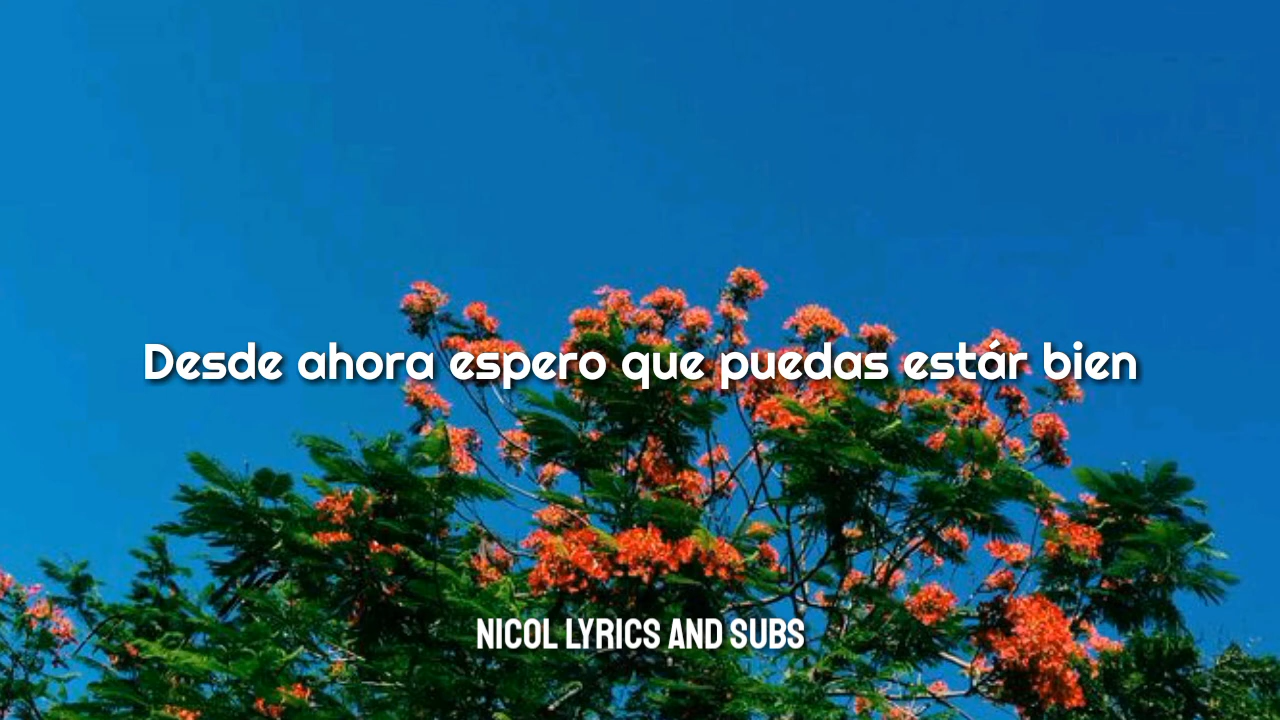 Desde ahora espero que puedas estár bien
NICOL LYRICS AND SUBS